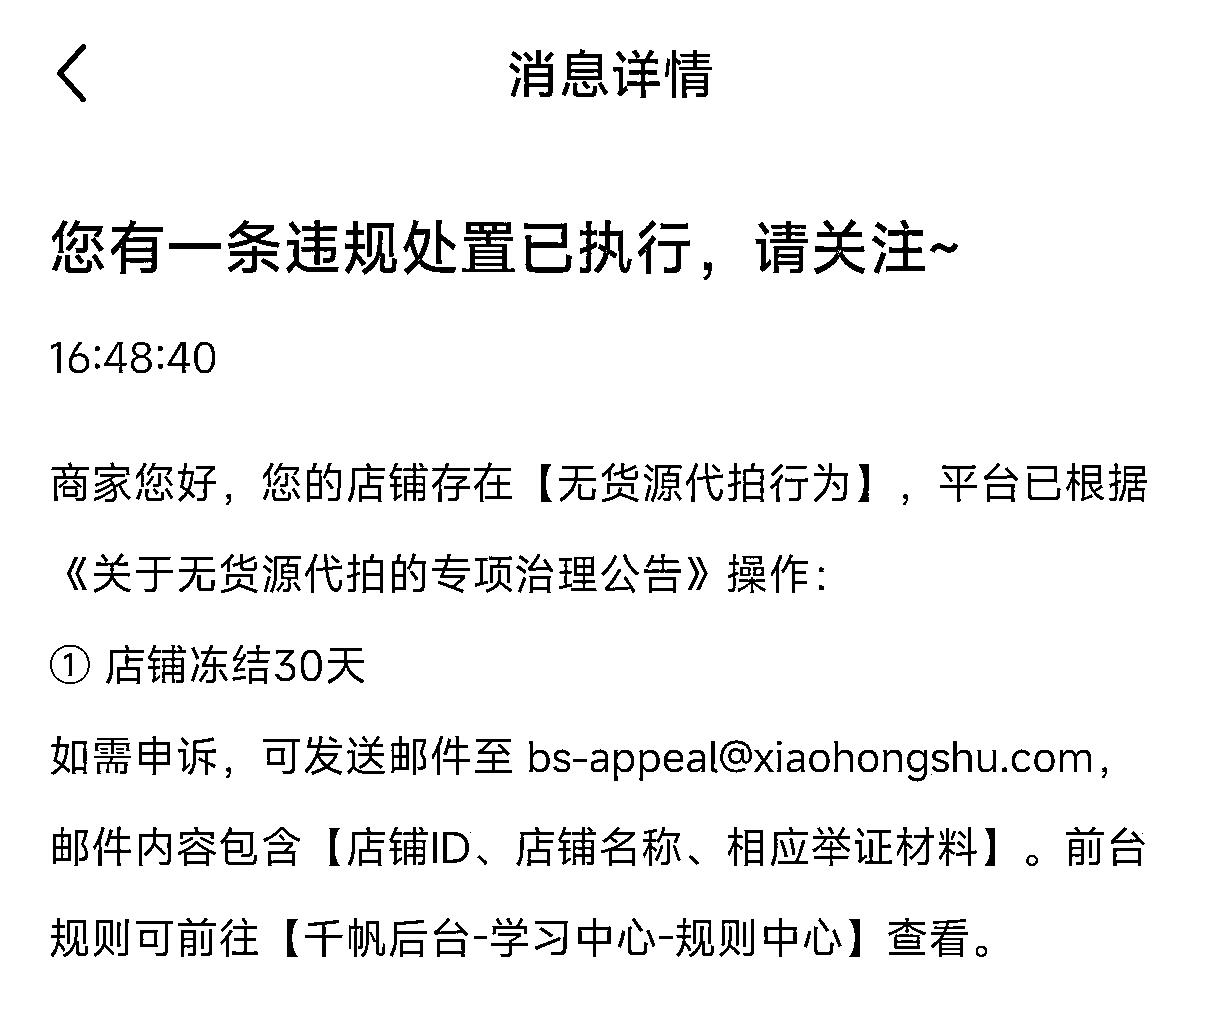 消息详情
您有一条违规处置已执行，请关注~
16:48:40
商家您好，您的店铺存在【无货源代拍行为】，平台已根据
《关于无货源代拍的专项治理公告》操作：
① 店铺冻结30天
如需申诉，可发送邮件至 bs-appeal@xiaohongshu.com，
邮件内容包含【店铺ID、店铺名称、相应举证材料】。前台
规则可前往【千帆后台-学习中心-规则中心】查看。